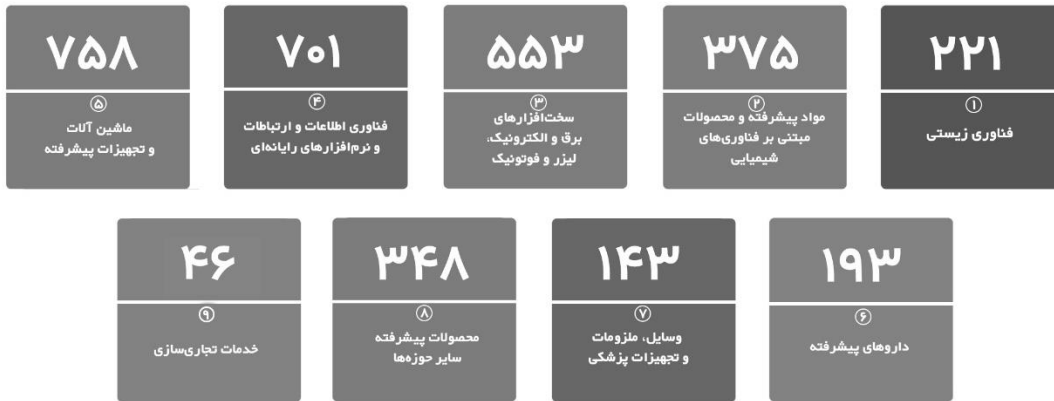 ۲۲۱
①
فناوری زیستی
۳۷۵
②
مواد پیشرفته و محصولات
مبتنی بر فناوری‌های
شیمیایی
۵۵۳
③
سخت‌افزارهای
برق و الکترونیک،
لیزر و فوتونیک
۷۰۱
④
فناوری اطلاعات و ارتباطات
و نرم‌افزارهای رایانه‌ای
۷۵۸
⑤
ماشین آلات
و تجهیزات پیشرفته
۱۹۳
⑥
داروهای پیشرفته
۱۴۳
⑦
وسایل، ملزومات
و تجهیزات پزشکی
۳۴۸
⑧
محصولات پیشرفته
سایر حوزه‌ها
۴۶
⑨
خدمات تجاری‌سازی